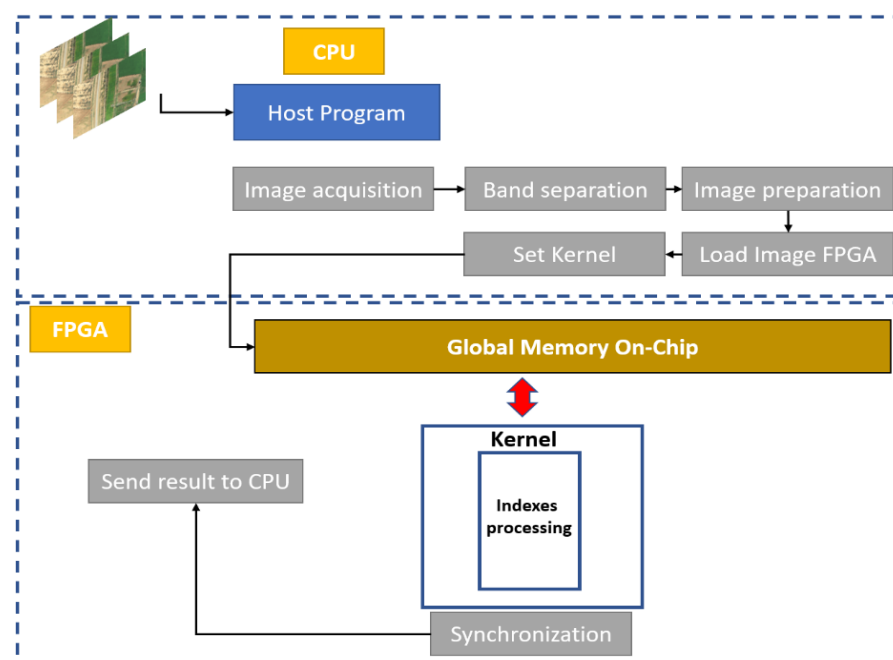 CPU
Host Program
Image acquisition
Band separation
Image preparation
Set Kernel
Load Image FPGA
FPGA
Global Memory On-Chip
Kernel
Send result to CPU
Indexes
processing
Synchronization